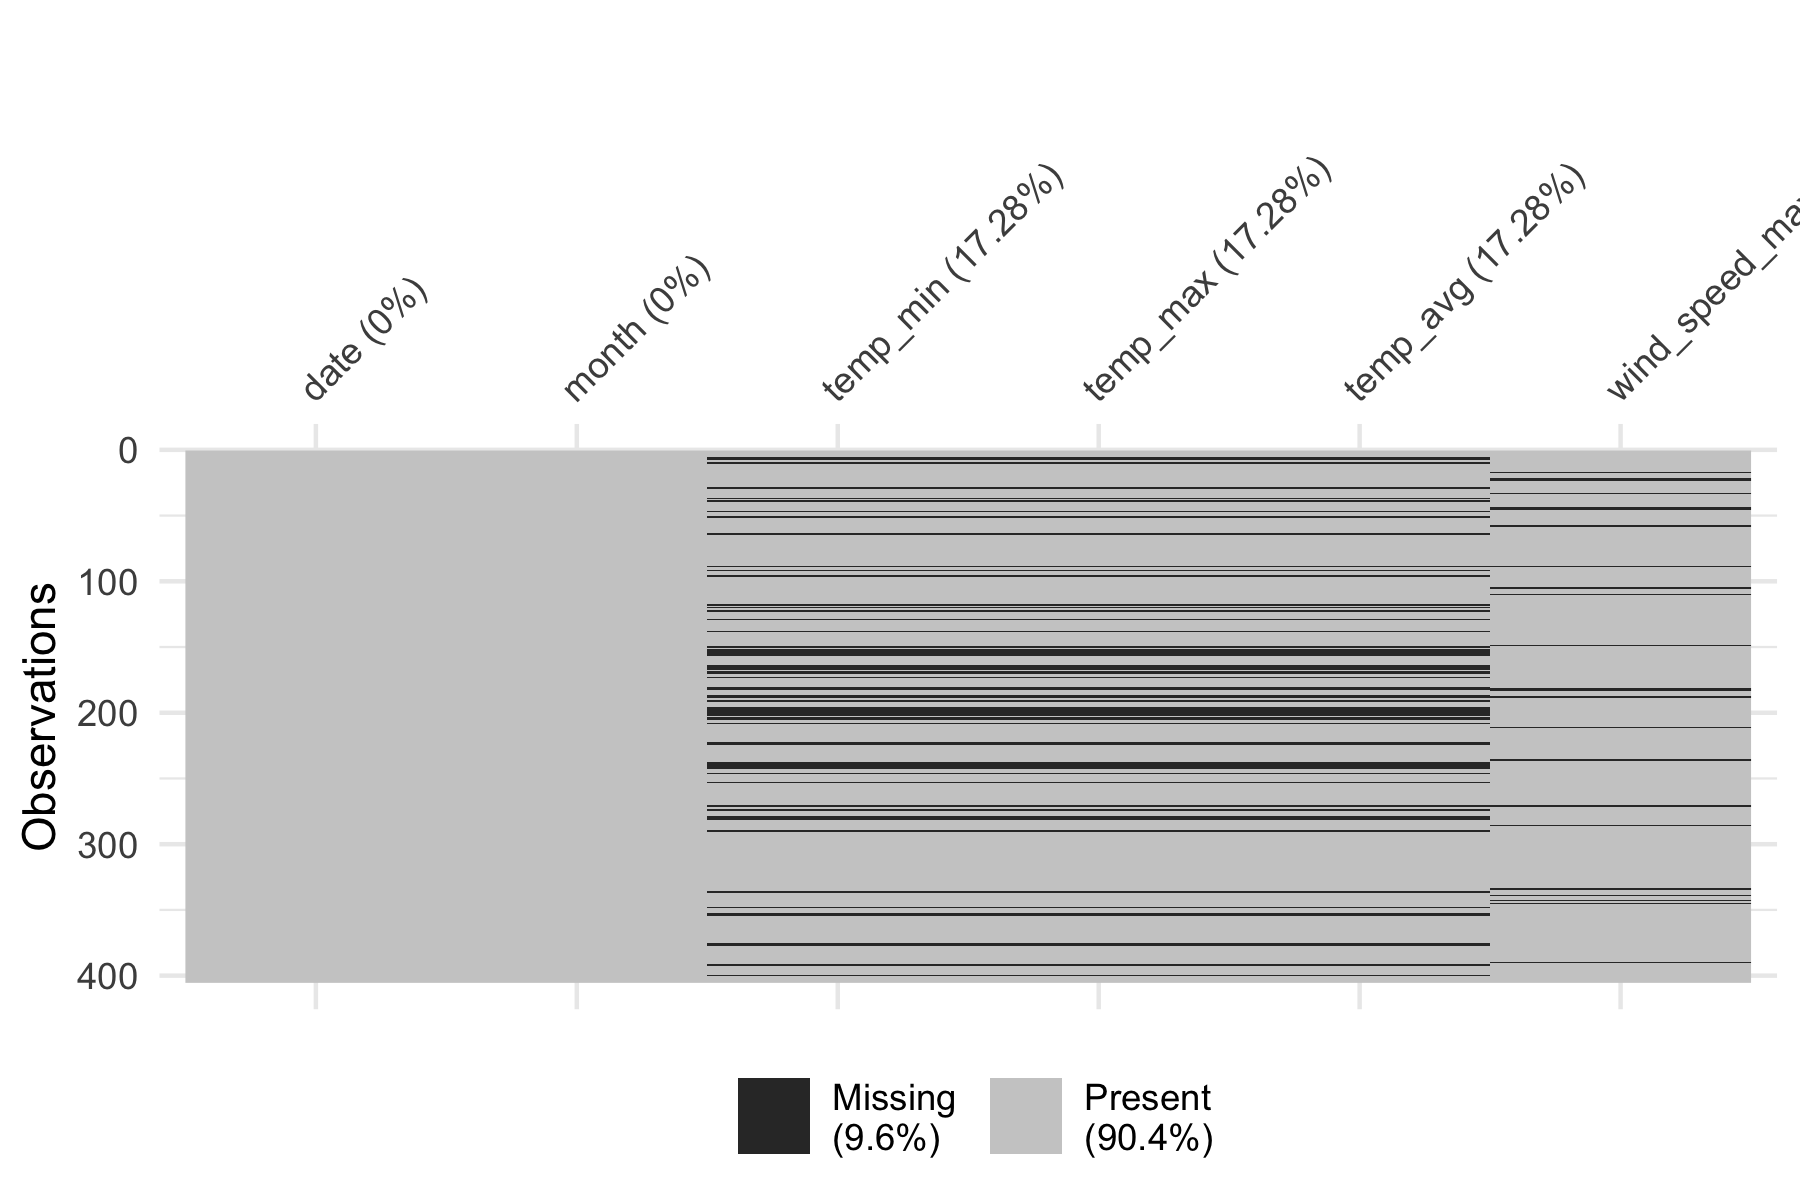 date (0%)
month (0%)
temp_min (17.28%)
temp_max (17.28%)
temp_avg (17.28%)
wind_speed_max
0
100
200
300
400
Observations
Missing
(9.6%)
Present
(90.4%)